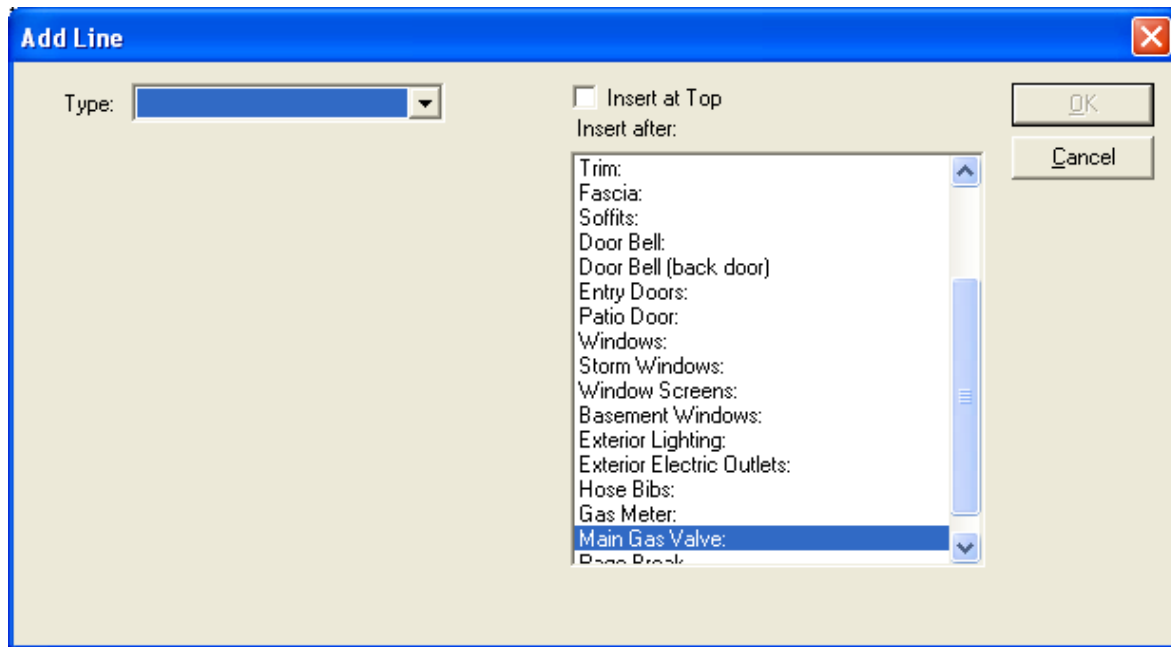 Add Line
Type:
Insert at Top
Insert after:
OK
Cancel
Trim:
Fascia:
Soffits:
Door Bell:
Door Bell (back door)
Entry Doors:
Patio Door:
Windows:
Storm Windows:
Window Screens:
Basement Windows:
Exterior Lighting:
Exterior Electric Outlets:
Hose Bibs:
Gas Meter:
Main Gas Valve:
Page Break